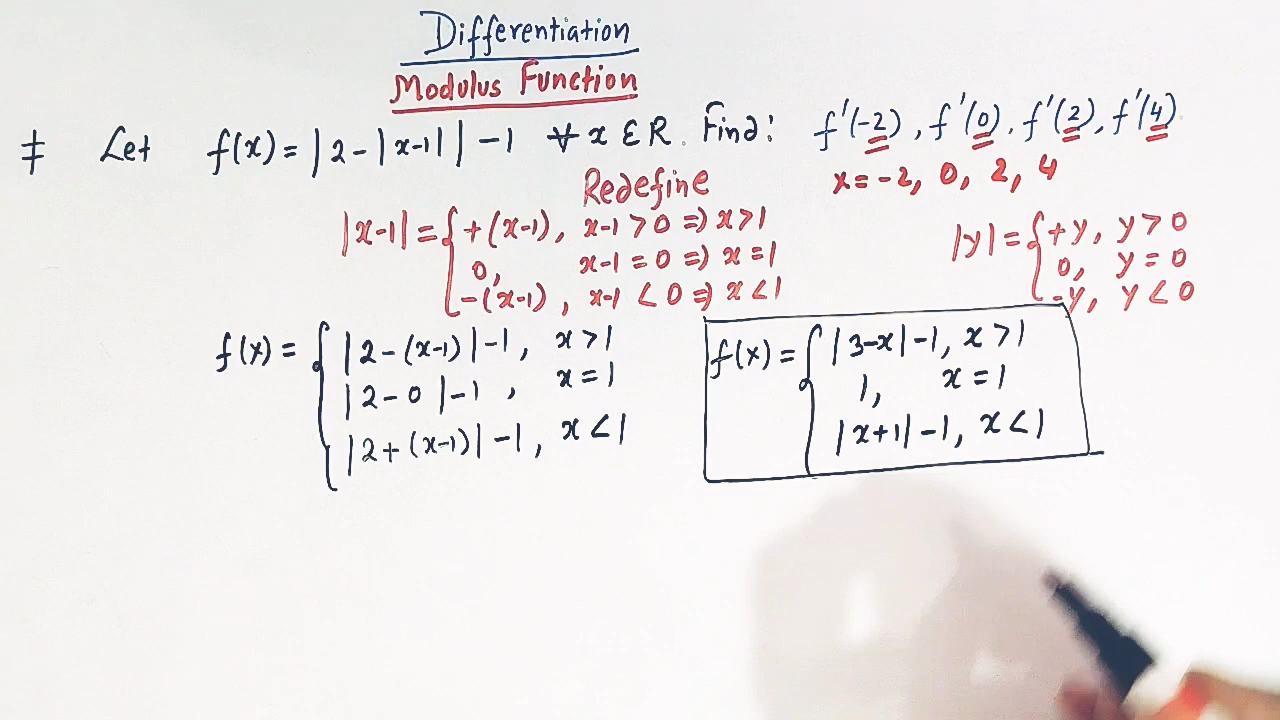 Differentiation
Modulus Function
# Let f(x) = |2-|x-1||-1 ∀ x ∈ R. Find: f'(-2), f'(0), f'(2), f'(4).
x = -2, 0, 2, 4
Redefine
|x-1| = { +(x-1), x-1 > 0 ⇒ x > 1
0, x-1 = 0 ⇒ x = 1
-(x-1), x-1 < 0 ⇒ x < 1
|y| = { +y, y > 0
0, y = 0
-y, y < 0
f(x) = { |2-(x-1)|-1, x > 1
|2-0|-1, x = 1
|2+(x-1)|-1, x < 1
f(x) = { |3-x|-1, x > 1
1, x = 1
|x+1|-1, x < 1